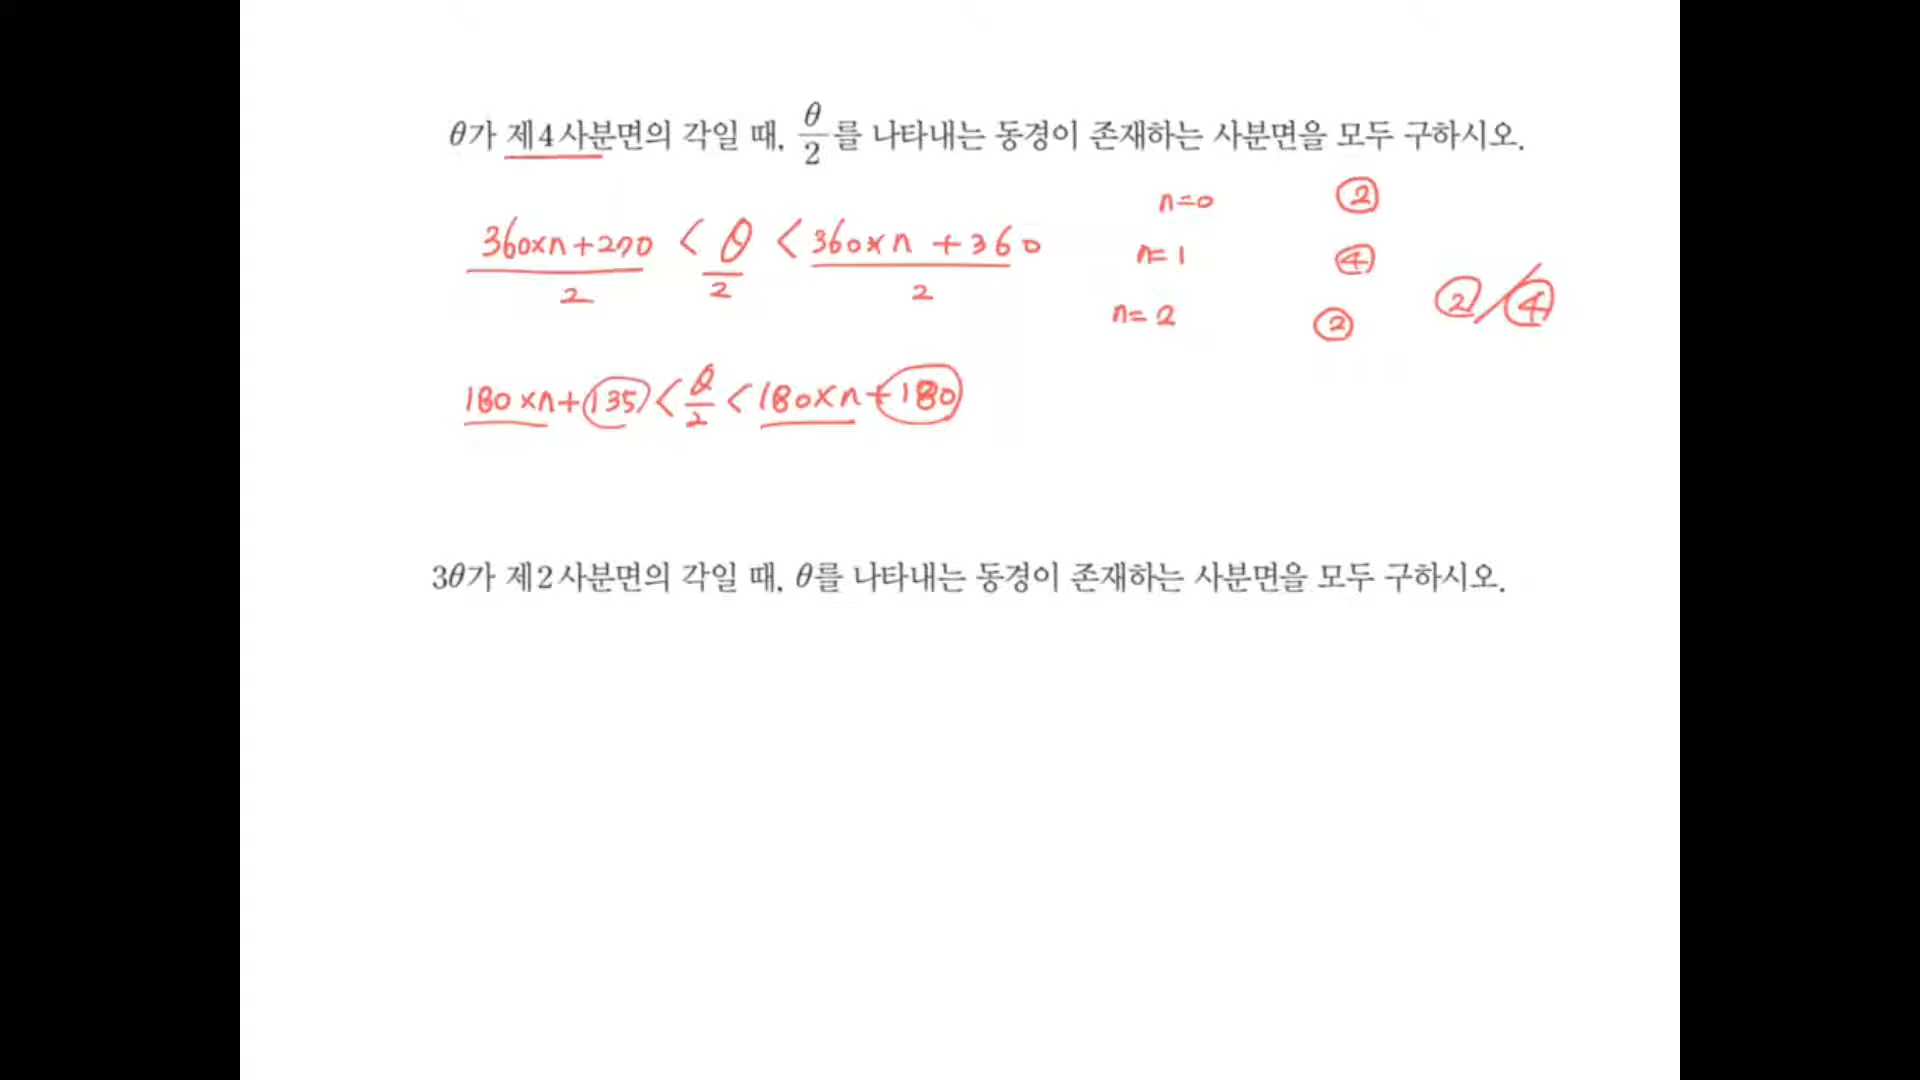 θ가 제4사분면의 각일 때, θ/2를 나타내는 동경이 존재하는 사분면을 모두 구하시오.
n=0 ②
(360×n+270)/2 < θ/2 < (360×n+360)/2
n=1 ④
②/④
n=2 ②
180×n+135 < θ/2 < 180×n+180
3θ가 제2사분면의 각일 때, θ를 나타내는 동경이 존재하는 사분면을 모두 구하시오.